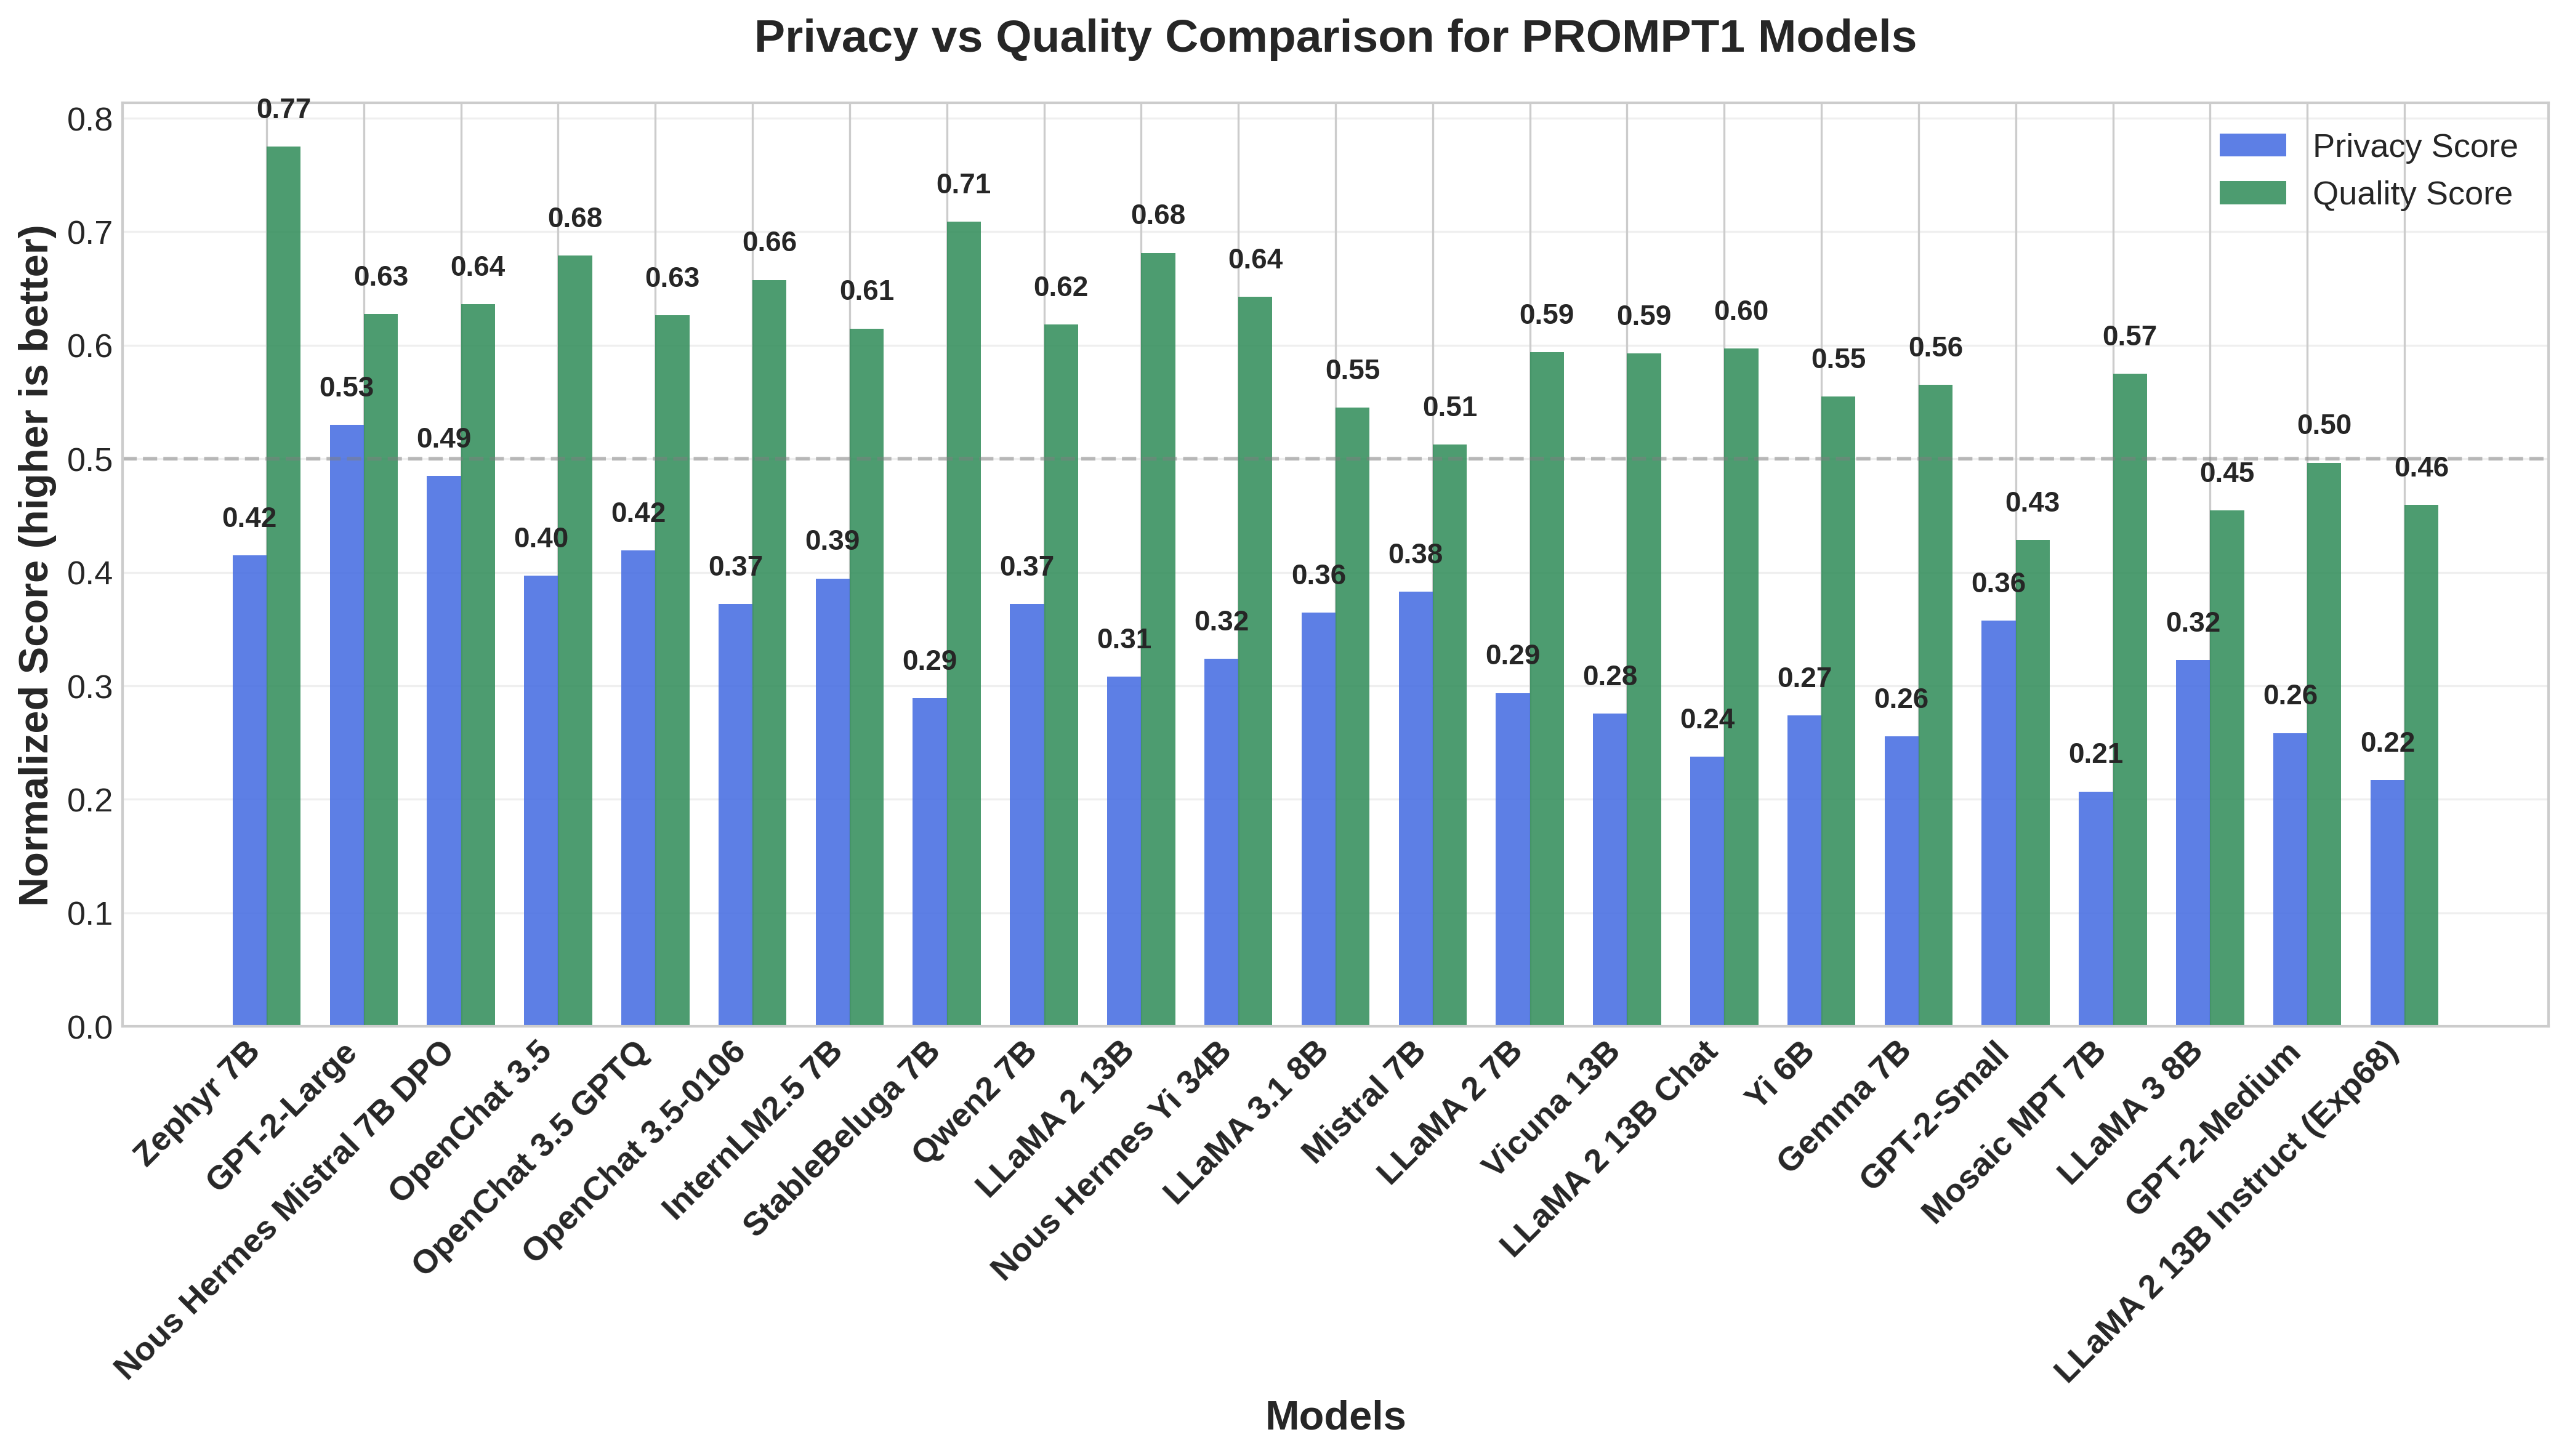 Privacy vs Quality Comparison for PROMPT1 Models
Normalized Score (higher is better)
0.8
0.7
0.6
0.5
0.4
0.3
0.2
0.1
0.0
Privacy Score
Quality Score
0.42
0.77
0.53
0.63
0.49
0.64
0.40
0.68
0.42
0.63
0.37
0.66
0.39
0.61
0.29
0.71
0.37
0.62
0.31
0.68
0.32
0.64
0.36
0.55
0.38
0.51
0.29
0.59
0.28
0.59
0.24
0.60
0.27
0.55
0.26
0.56
0.36
0.43
0.21
0.57
0.32
0.45
0.26
0.50
0.22
0.46
Zephyr 7B
GPT-2-Large
Nous Hermes Mistral 7B DPO
OpenChat 3.5
OpenChat 3.5 GPTQ
OpenChat 3.5-0106
InternLM2.5 7B
StableBeluga 7B
Qwen2 7B
LLaMA 2 13B
Nous Hermes Yi 34B
LLaMA 3.1 8B
Mistral 7B
LLaMA 2 7B
Vicuna 13B
LLaMA 2 13B Chat
Yi 6B
Gemma 7B
GPT-2-Small
Mosaic MPT 7B
LLaMA 3 8B
GPT-2-Medium
LLaMA 2 13B Instruct (Exp68)
Models